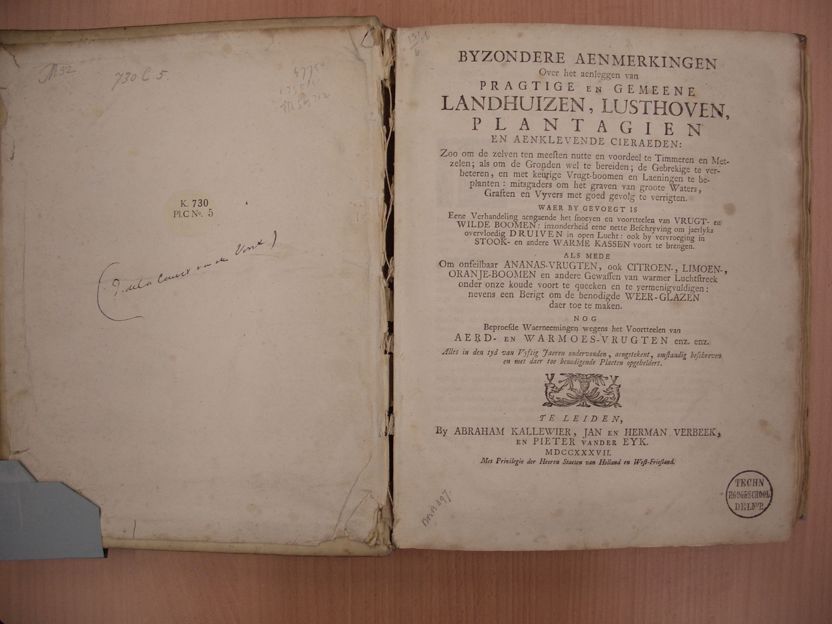 730 C. 5.
K. 730
Pl.C No. 5
BYZONDERE AENMERKINGEN
Over het aenleggen van
PRAGTIGE EN GEMEENE
LANDHUIZEN, LUSTHOVEN,
PLANTAGIEN
EN AENKLEVENDE CIERAEDEN:
Zoo om de zelven ten meeſten nutte en voordeel te Timmeren en Met-
zelen; als om de Gronden wel te bereiden; de Gebrekige te ver-
beteren, en met keurige Vrugt-boomen en Laeningen te be-
planten: mitsgaders om het graven van groote Waters,
Graften en Vyvers met goed gevolg te verrigten.
WAER BY GEVOEGT IS
Eene Verhandeling aengaende het ſnoeyen en voortteelen van VRUGT- en
WILDE BOOMEN: inzonderheid eene nette Beſchryving om jaerlyks
overvloedig DRUIVEN in open Lucht: ook by vervroeging in
STOOK- en andere WARME KASSEN voort te brengen.
ALS MEDE
Om onfeilbaar ANANAS-VRUGTEN, ook CITROEN-, LIMOEN-,
ORANJE-BOOMEN en andere Gewaſſen van warmer Luchtſtreek
onder onze koude voort te queeken en te vermenigvuldigen:
nevens een Berigt om de benodigde WEER-GLAZEN
daer toe te maken.
NOG
Beproefde Waerneemingen wegens het Voortteelen van
AERD- EN WARMOES-VRUGTEN enz. enz.
Alles in den tyd van Vyftig Jaeren ondervonden, aengetekent, omſtandig beſchreven
en met daer toe benodigende Plaeten opgeheldert.
TE LEIDEN,
By ABRAHAM KALLEWIER, JAN EN HERMAN VERBEEK,
EN PIETER VANDER EYK.
MDCCXXXVII.
Met Privilegie der Heeren Staeten van Holland en Weſt-Frieſland.
TECHN
HOOGESCHOOL
DELFT.